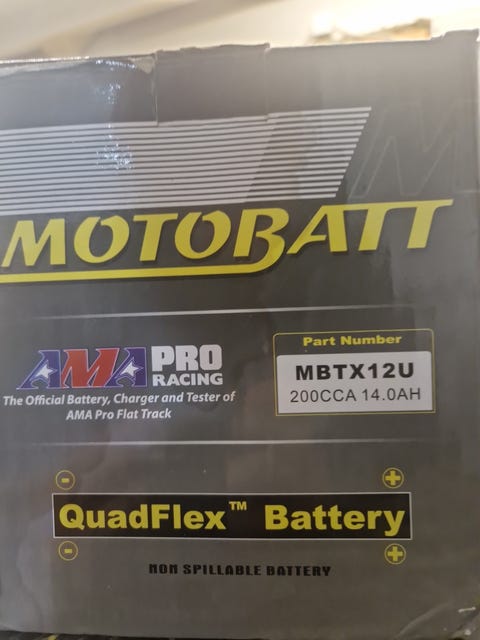 MOTOBATT
AMA PRO
RACING
The Official Battery, Charger and Tester of
AMA Pro Flat Track
Part Number
MBTX12U
200CCA 14.0AH
- +
QuadFlex™ Battery
- +
NON SPILLABLE BATTERY